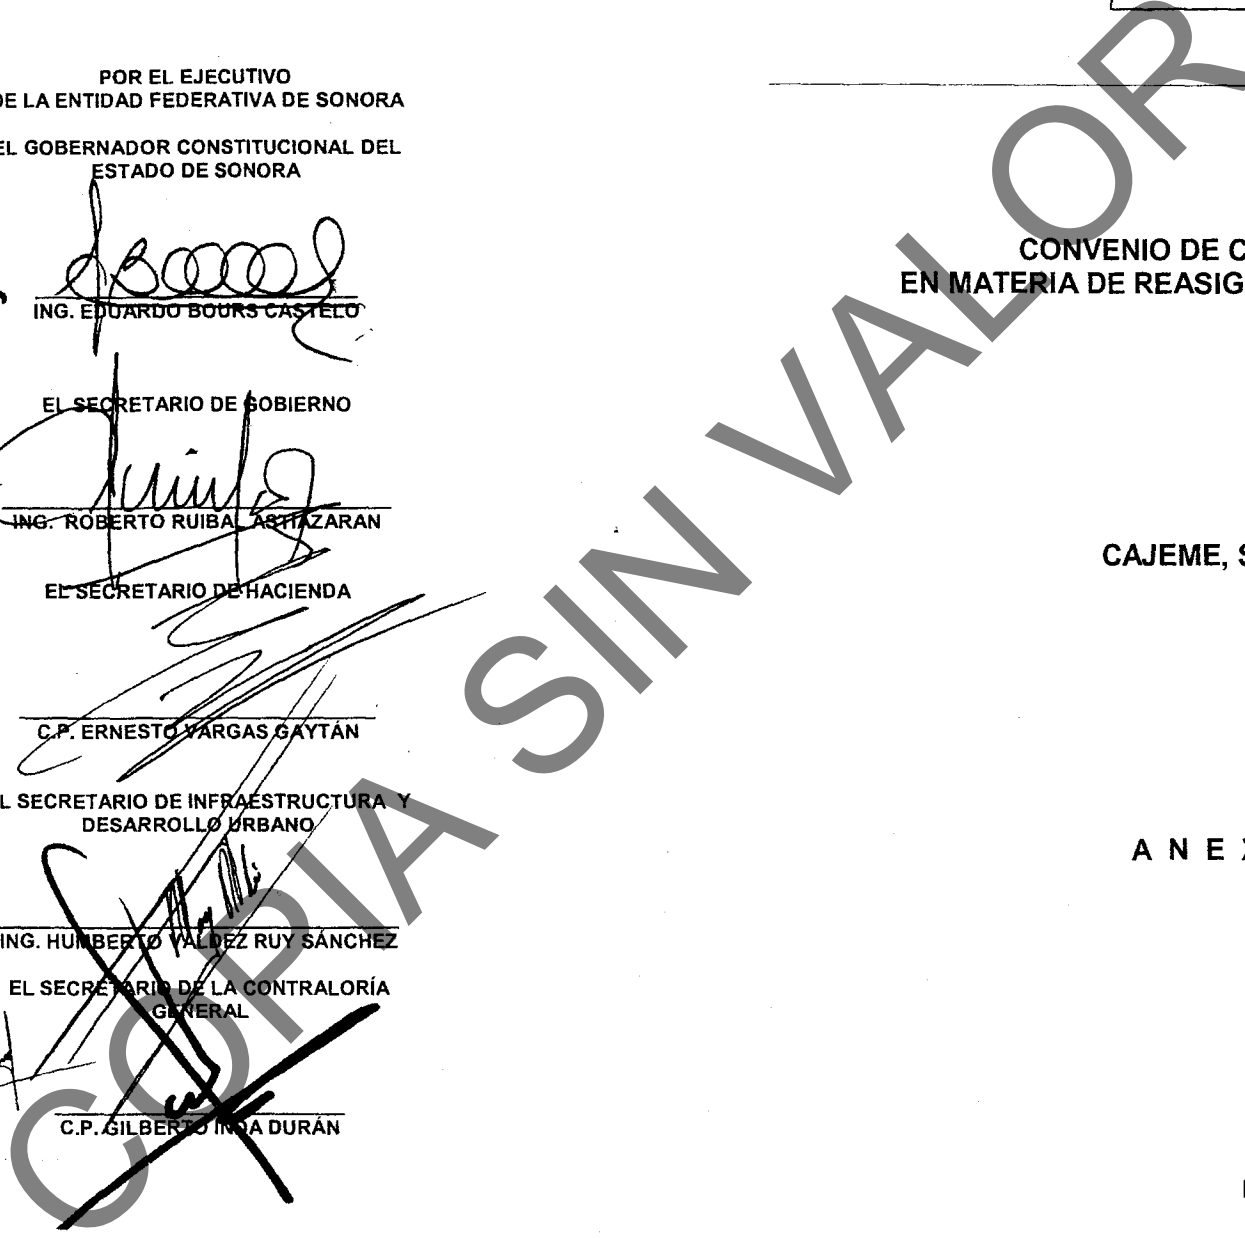 POR EL EJECUTIVO
DE LA ENTIDAD FEDERATIVA DE SONORA
EL GOBERNADOR CONSTITUCIONAL DEL
ESTADO DE SONORA
ING. EDUARDO BOURS CASTELO
EL SECRETARIO DE GOBIERNO
ING. ROBERTO RUIBAL ASTIAZARAN
EL SECRETARIO DE HACIENDA
C.P. ERNESTO VARGAS GAYTÁN
L SECRETARIO DE INFRAESTRUCTURA Y
DESARROLLO URBANO
ING. HUMBERTO VALDEZ RUY SÁNCHEZ
EL SECRETARIO DE LA CONTRALORÍA
GENERAL
C.P. GILBERTO INDA DURÁN
CONVENIO DE C
EN MATERIA DE REASIG
CAJEME, S
A N E X
COPIA SIN VALOR